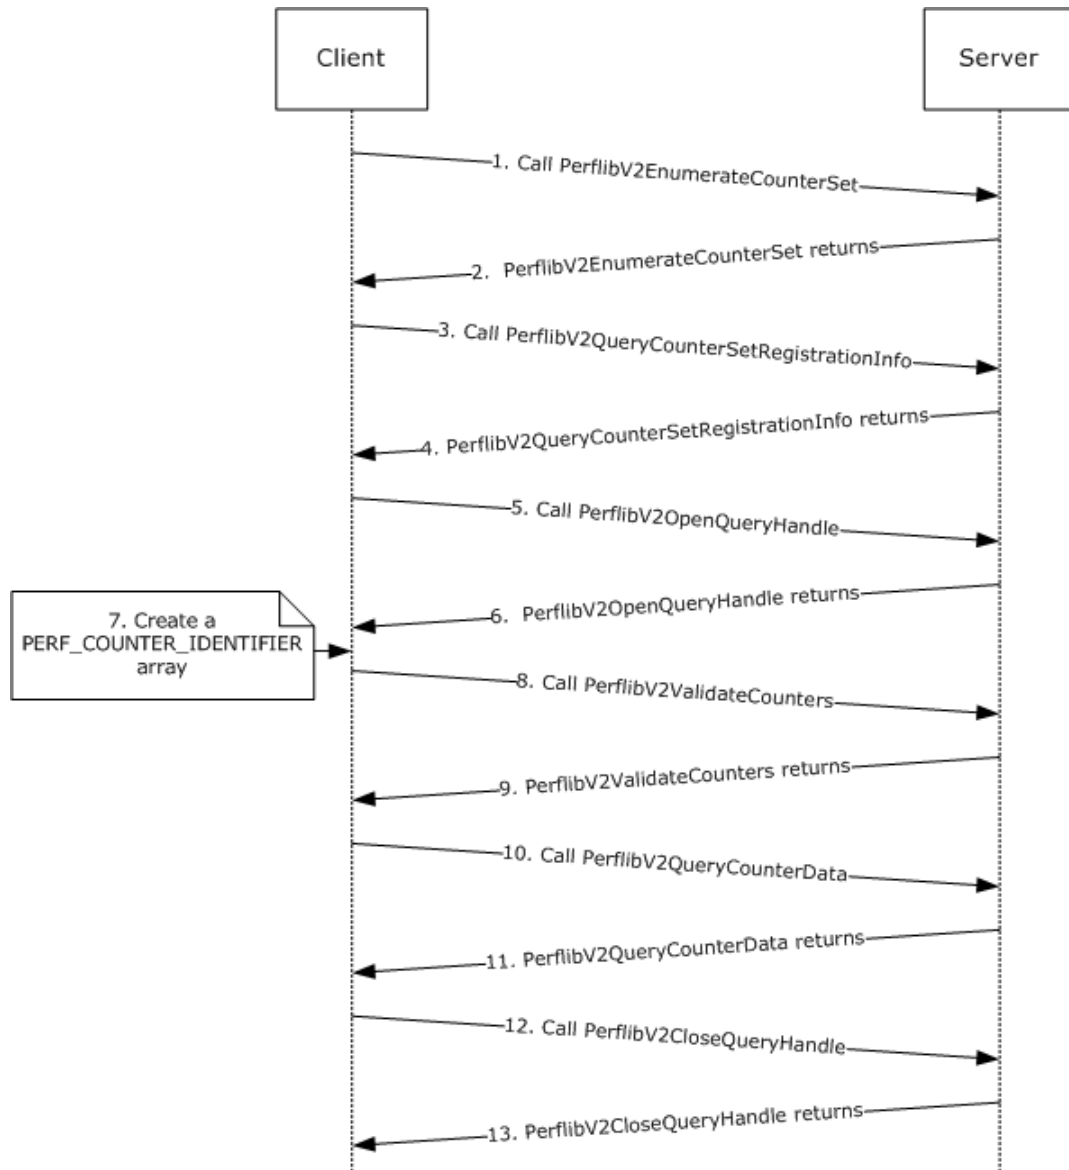 Client
Server
1. Call PerflibV2EnumerateCounterSet
2. PerflibV2EnumerateCounterSet returns
3. Call PerflibV2QueryCounterSetRegistrationInfo
4. PerflibV2QueryCounterSetRegistrationInfo returns
5. Call PerflibV2OpenQueryHandle
6. PerflibV2OpenQueryHandle returns
7. Create a
PERF_COUNTER_IDENTIFIER
array
8. Call PerflibV2ValidateCounters
9. PerflibV2ValidateCounters returns
10. Call PerflibV2QueryCounterData
11. PerflibV2QueryCounterData returns
12. Call PerflibV2CloseQueryHandle
13. PerflibV2CloseQueryHandle returns